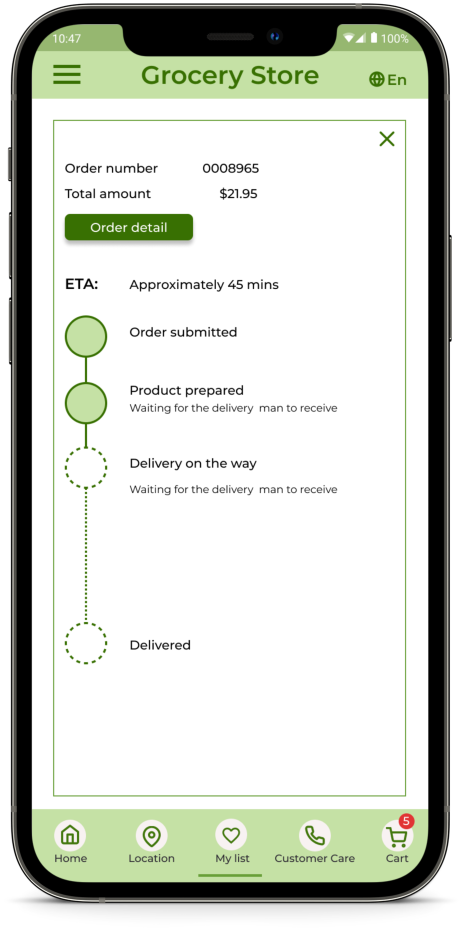 10:47
100%
Grocery Store
En
Order number 0008965
Total amount $21.95
Order detail
ETA: Approximately 45 mins
Order submitted
Product prepared
Waiting for the delivery man to receive
Delivery on the way
Waiting for the delivery man to receive
Delivered
5
Home Location My list Customer Care Cart